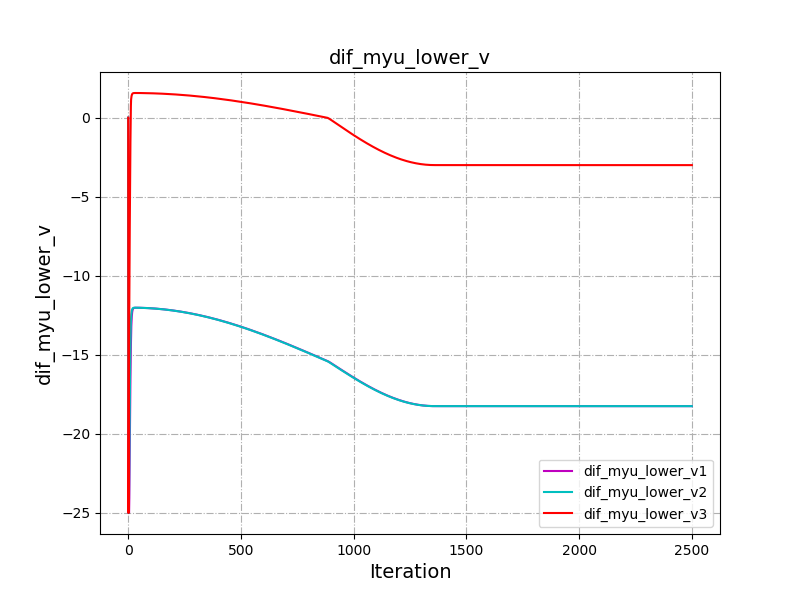 dif_myu_lower_v
dif_myu_lower_v
0
−5
−10
−15
−20
−25
0
500
1000
1500
2000
2500
Iteration
dif_myu_lower_v1
dif_myu_lower_v2
dif_myu_lower_v3